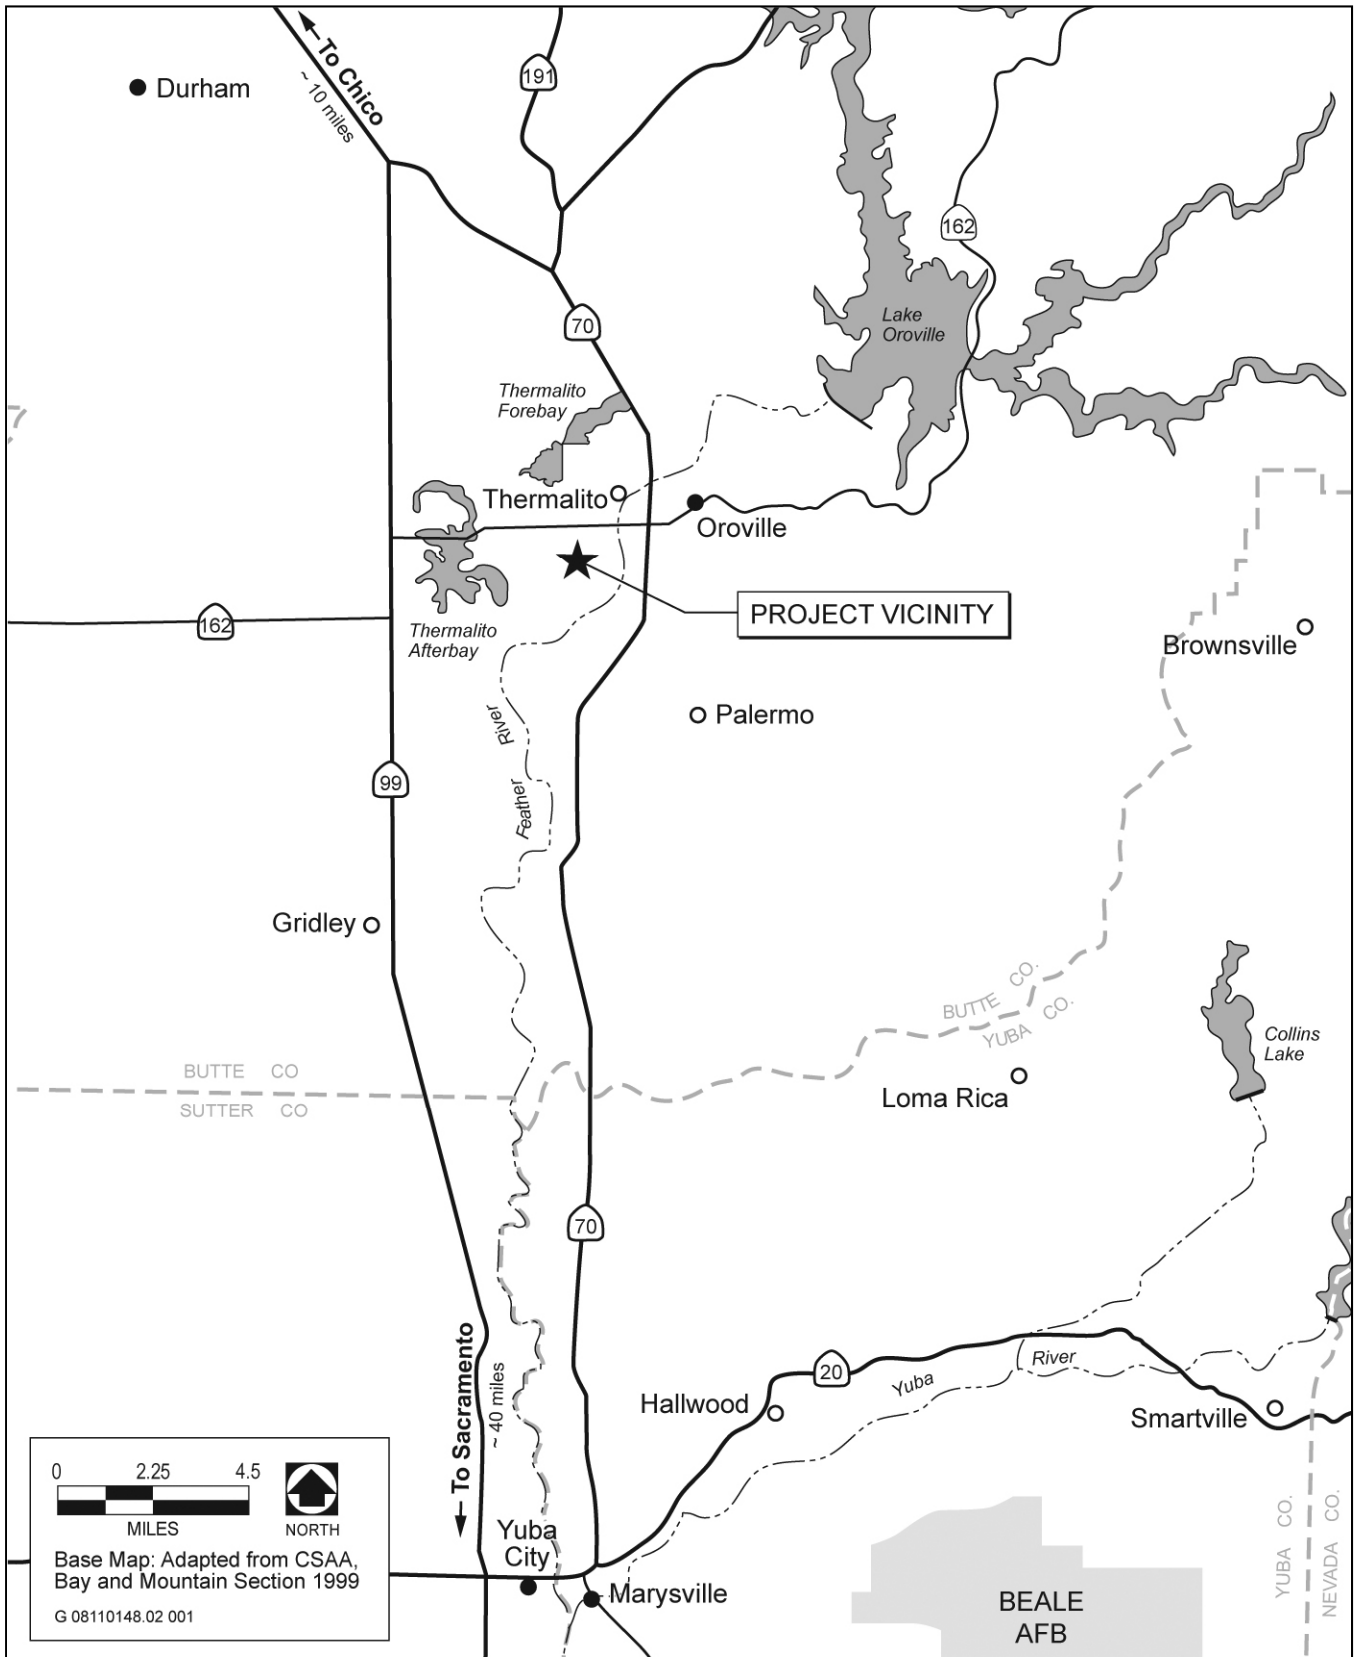 To Chico
~ 10 miles
Durham
191
162
Lake
Oroville
70
Thermalito
Forebay
Thermalito
Oroville
PROJECT VICINITY
162
Thermalito
Afterbay
Brownsville
Palermo
River
Feather
99
Gridley
BUTTE CO.
YUBA CO.
Collins
Lake
BUTTE CO
SUTTER CO
Loma Rica
70
To Sacramento
~ 40 miles
20
River
Yuba
Hallwood
Smartville
0 2.25 4.5
MILES
NORTH
Base Map: Adapted from CSAA,
Bay and Mountain Section 1999
G 08110148.02 001
Yuba
City
Marysville
BEALE
AFB
YUBA CO.
NEVADA CO.